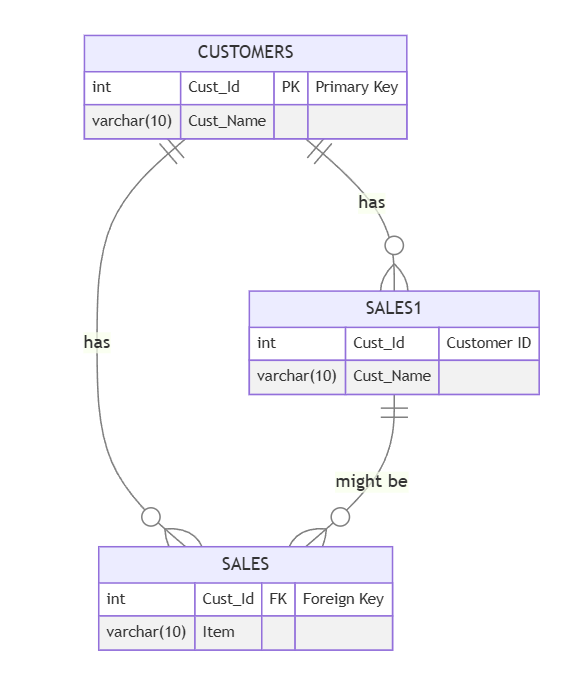 CUSTOMERS
int Cust_Id PK Primary Key
varchar(10) Cust_Name
has
SALES1
int Cust_Id Customer ID
varchar(10) Cust_Name
has
might be
SALES
int Cust_Id FK Foreign Key
varchar(10) Item